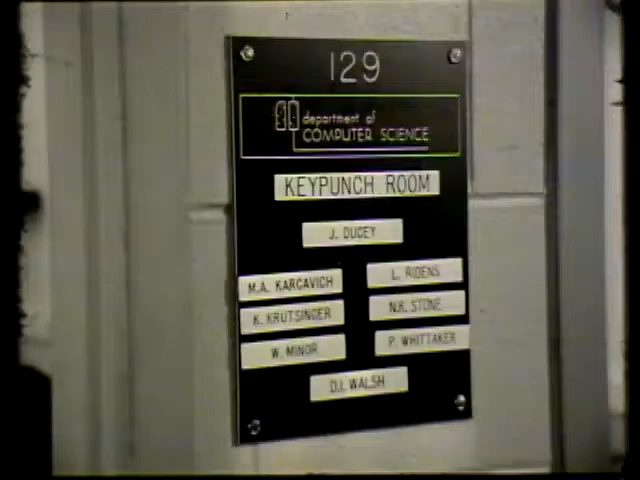 129
department of
COMPUTER SCIENCE
KEYPUNCH ROOM
J. DUCEY
M.A. KARCAVICH
L. RIDENS
K. KRUTSINGER
N.R. STONE
W. MINOR
P. WHITTAKER
D.I. WALSH